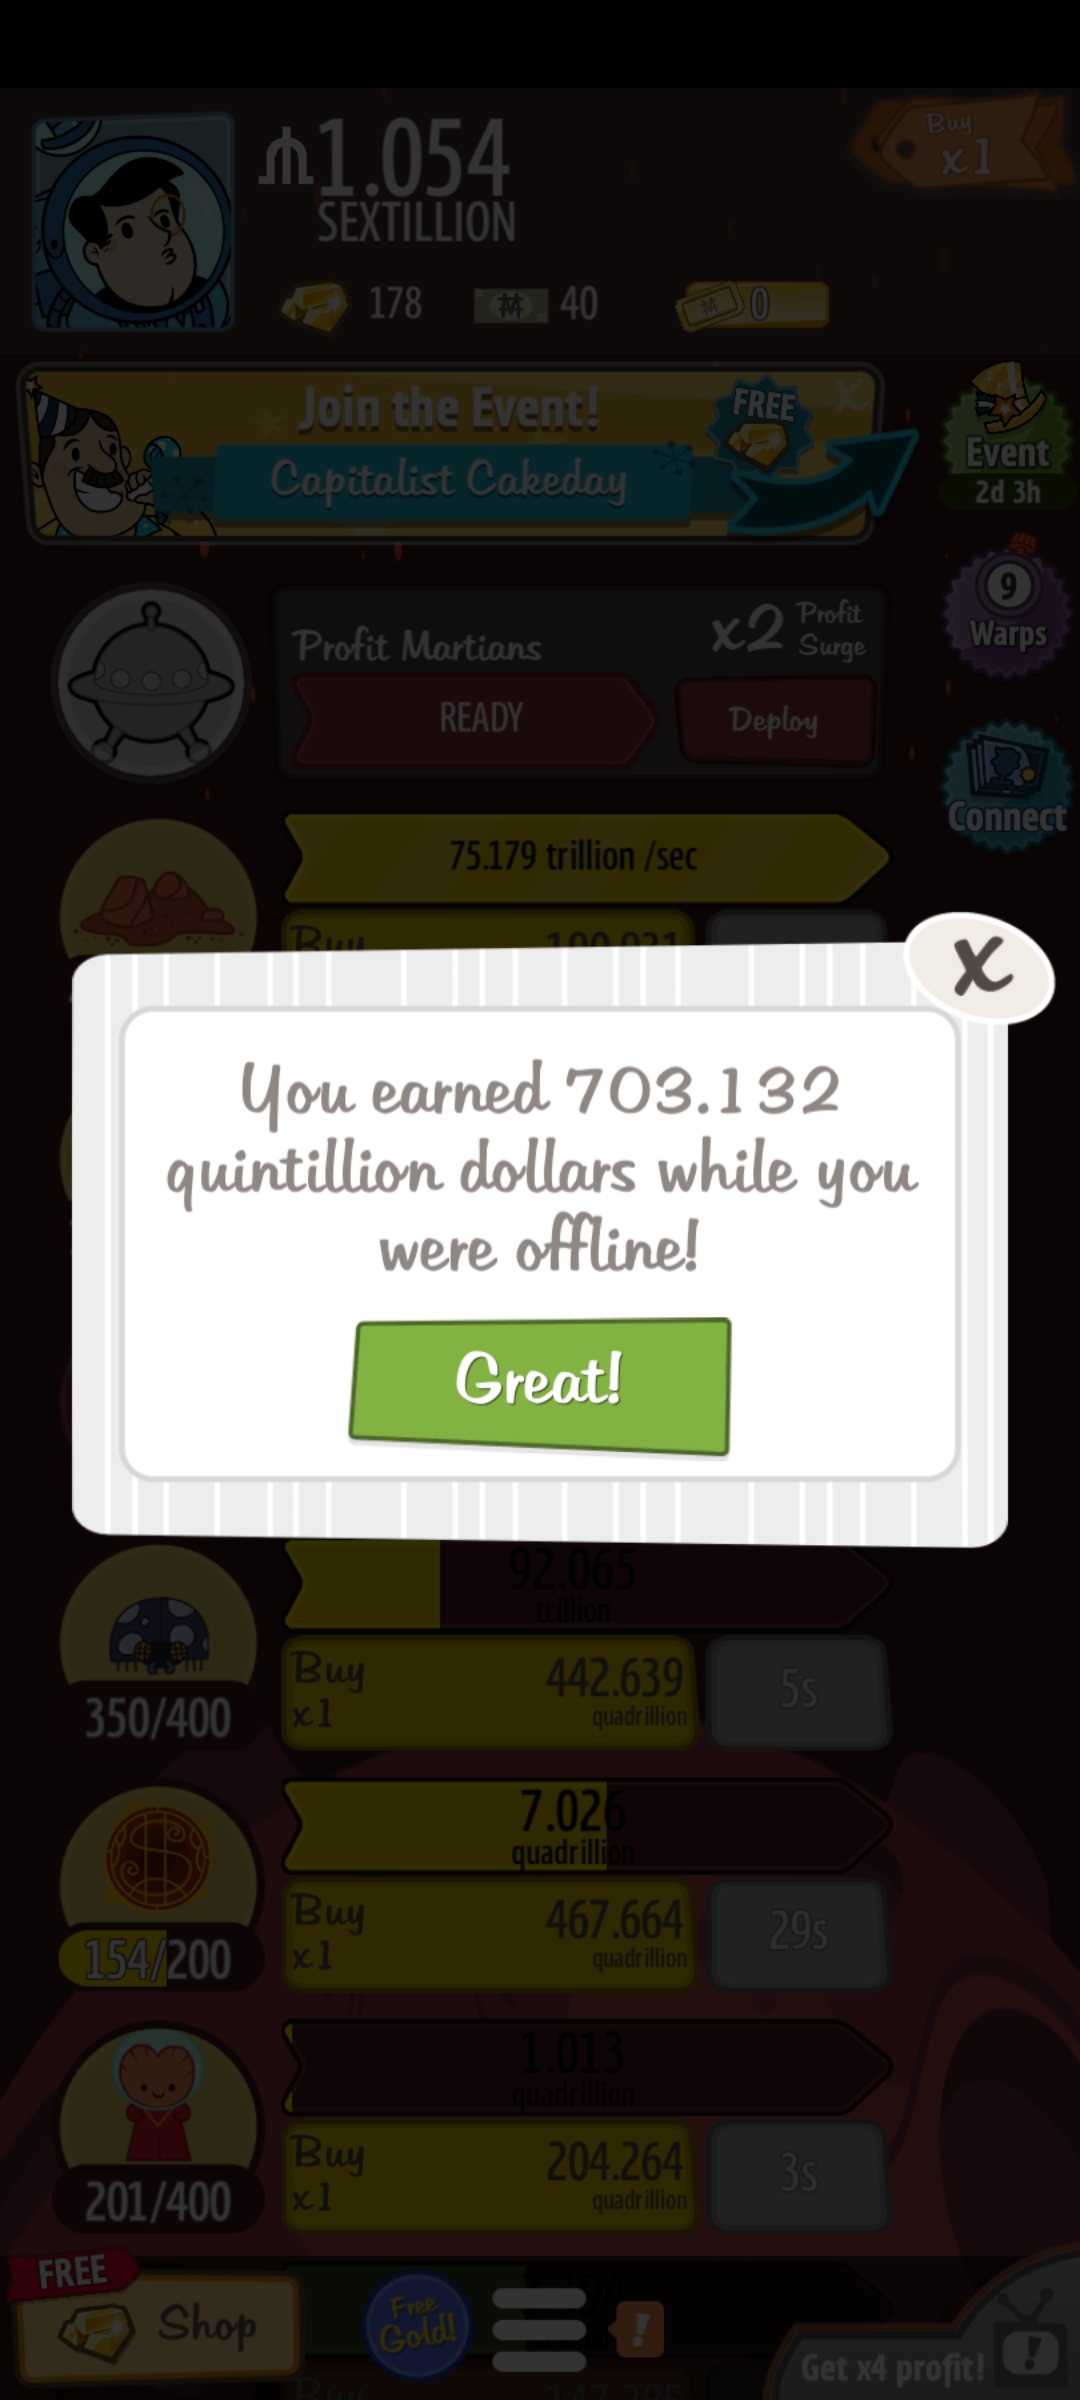 1.054
SEXTILLION
Buy
x1
178
40
0
Join the Event!
FREE
x
Capitalist Cakeday
Event
2d 3h
9
Warps
Profit Martians
x2 Profit
Surge
READY
Deploy
Connect
75.179 trillion /sec
Buy
100.021
X
You earned 703.132
quintillion dollars while you
were offline!
Great!
92.065
trillion
350/400
Buy
x1
442.639
quadrillion
5s
7.026
quadrillion
154/200
Buy
x1
467.664
quadrillion
29s
1.013
quadrillion
201/400
Buy
x1
204.264
quadrillion
3s
FREE
Shop
Free
Gold!
!
Get x4 profit!
!
Buy